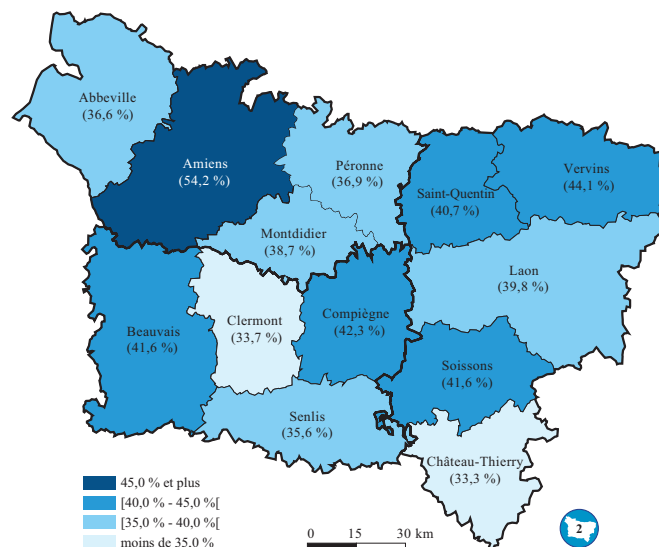 Abbeville
(36,6 %)
Amiens
(54,2 %)
Péronne
(36,9 %)
Saint-Quentin
(40,7 %)
Vervins
(44,1 %)
Montdidier
(38,7 %)
Laon
(39,8 %)
Beauvais
(41,6 %)
Clermont
(33,7 %)
Compiègne
(42,3 %)
Soissons
(41,6 %)
Senlis
(35,6 %)
Château-Thierry
(33,3 %)
45,0 % et plus
[40,0 % - 45,0 %[
[35,0 % - 40,0 %[
moins de 35,0 %
0 15 30 km
2